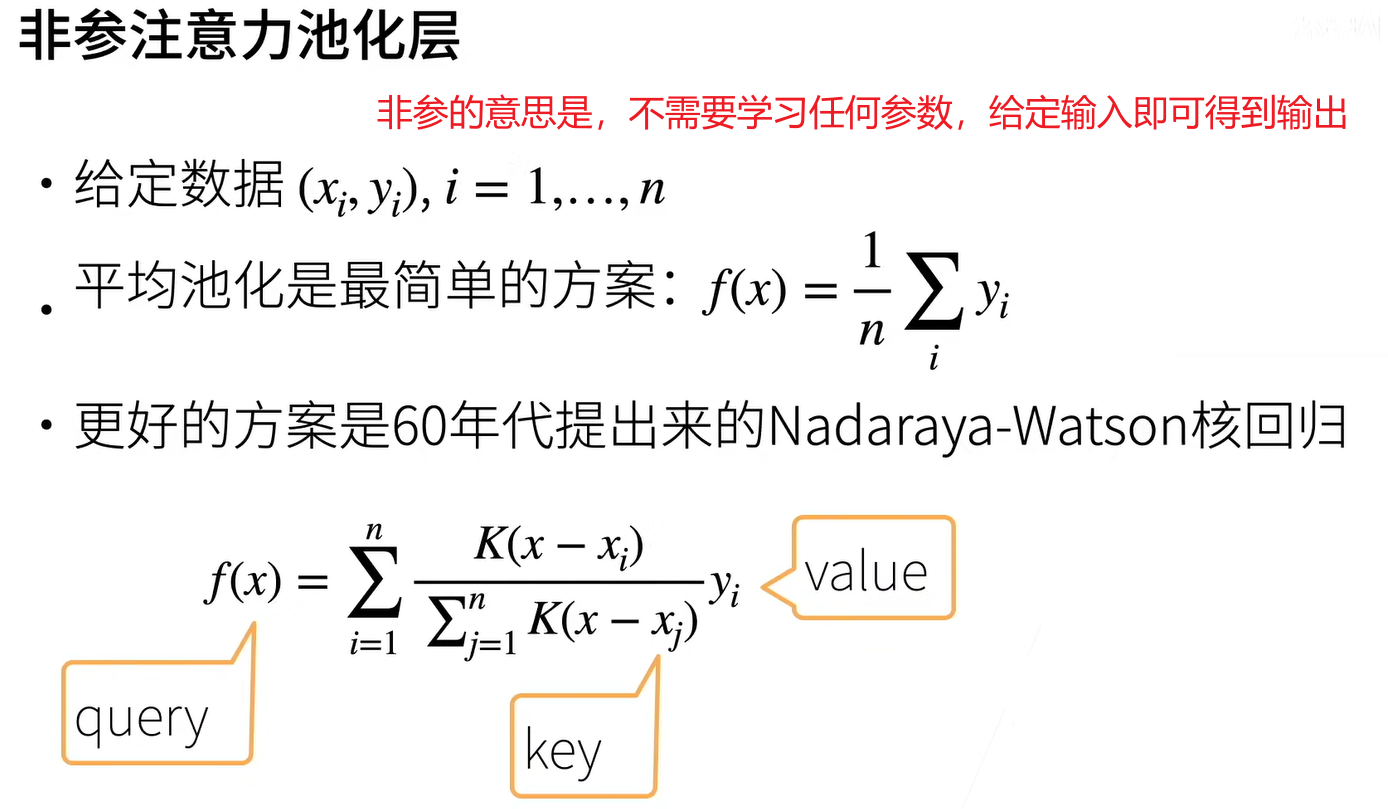 非参注意力池化层
非参的意思是，不需要学习任何参数，给定输入即可得到输出
• 给定数据 (x_i, y_i), i = 1,…, n
• 平均池化是最简单的方案：f(x) = \frac{1}{n} \sum_i y_i
• 更好的方案是60年代提出来的Nadaraya-Watson核回归
f(x) = \sum_{i=1}^{n} \frac{K(x − x_i)}{\sum_{j=1}^{n} K(x − x_j)} y_i
value
query
key